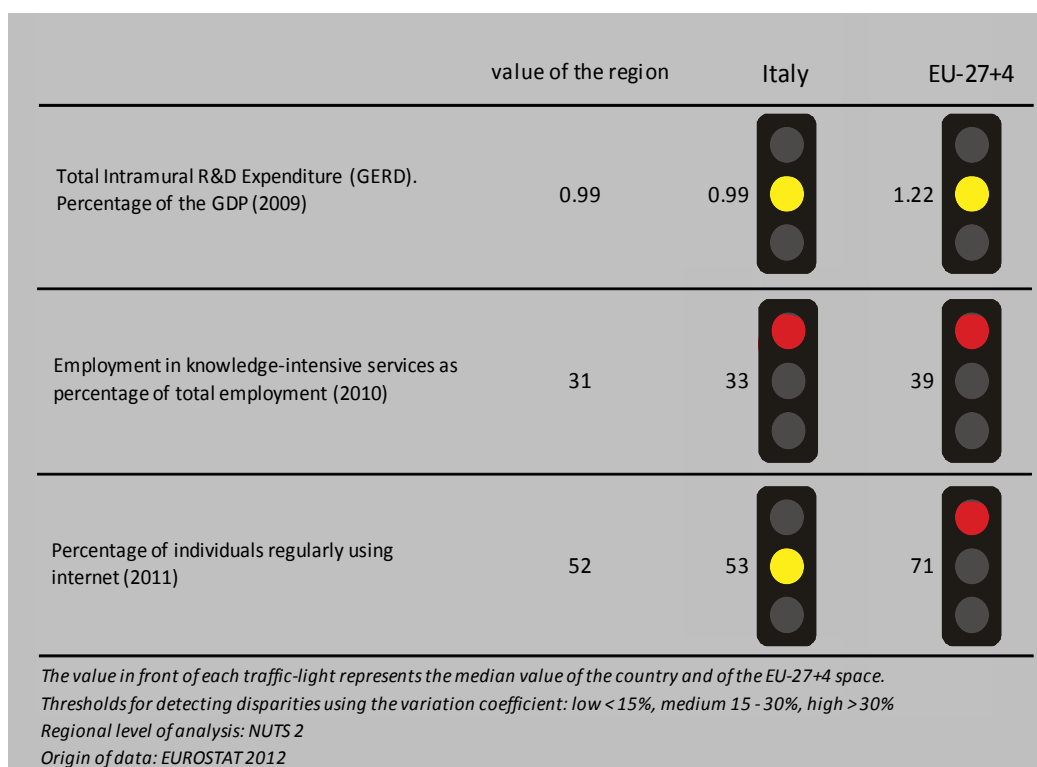 value of the region Italy EU-27+4
Total Intramural R&D Expenditure (GERD).
Percentage of the GDP (2009)
0.99 0.99 1.22
Employment in knowledge-intensive services as
percentage of total employment (2010)
31 33 39
Percentage of individuals regularly using
internet (2011)
52 53 71
The value in front of each traffic-light represents the median value of the country and of the EU-27+4 space.
Thresholds for detecting disparities using the variation coefficient: low <15%, medium 15 - 30%, high >30%
Regional level of analysis: NUTS 2
Origin of data: EUROSTAT 2012